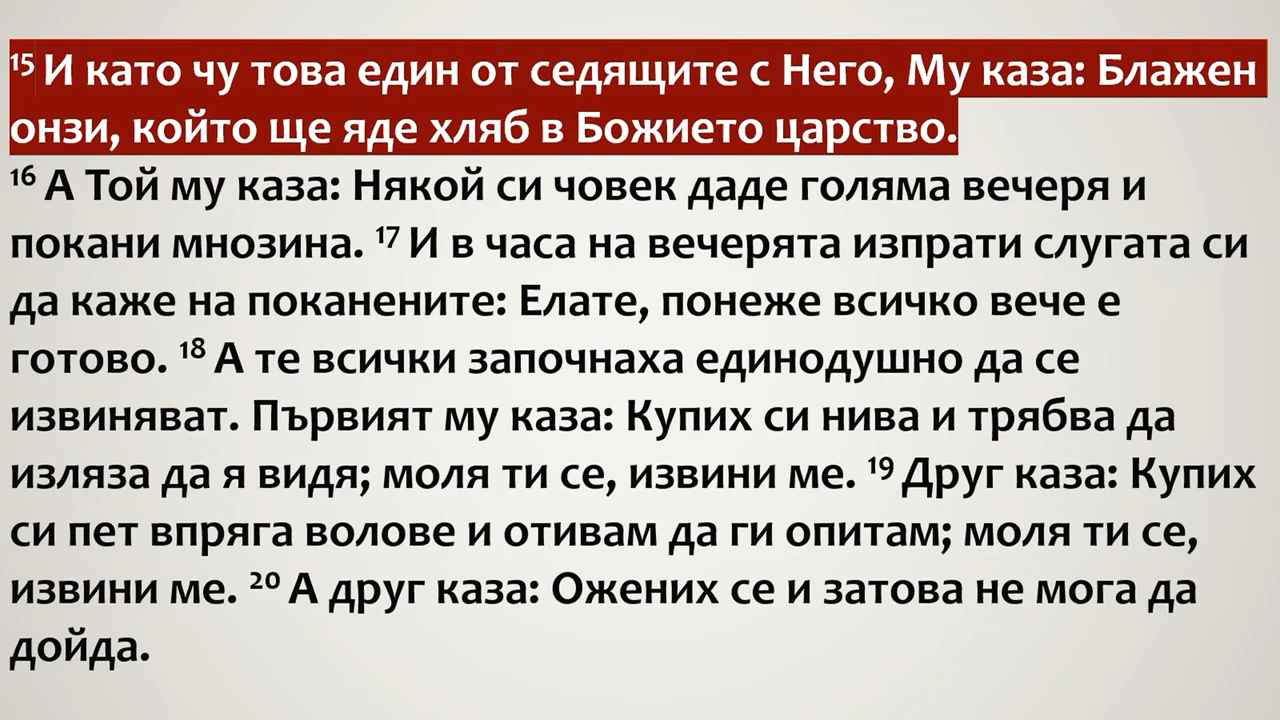 ¹⁵ И като чу това един от седящите с Него, Му каза: Блажен
онзи, който ще яде хляб в Божието царство.
¹⁶ А Той му каза: Някой си човек даде голяма вечеря и
покани мнозина. ¹⁷ И в часа на вечерята изпрати слугата си
да каже на поканените: Елате, понеже всичко вече е
готово. ¹⁸ А те всички започнаха единодушно да се
извиняват. Първият му каза: Купих си нива и трябва да
изляза да я видя; моля ти се, извини ме. ¹⁹ Друг каза: Купих
си пет впряга волове и отивам да ги опитам; моля ти се,
извини ме. ²⁰ А друг каза: Ожених се и затова не мога да
дойда.